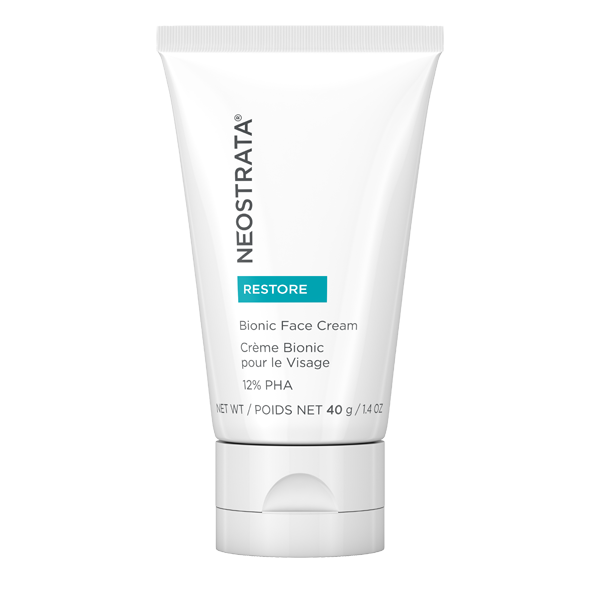 NEOSTRATA®
RESTORE
Bionic Face Cream
Crème Bionic
pour le Visage
12% PHA
NET WT / POIDS NET 40 g / 1.4 OZ